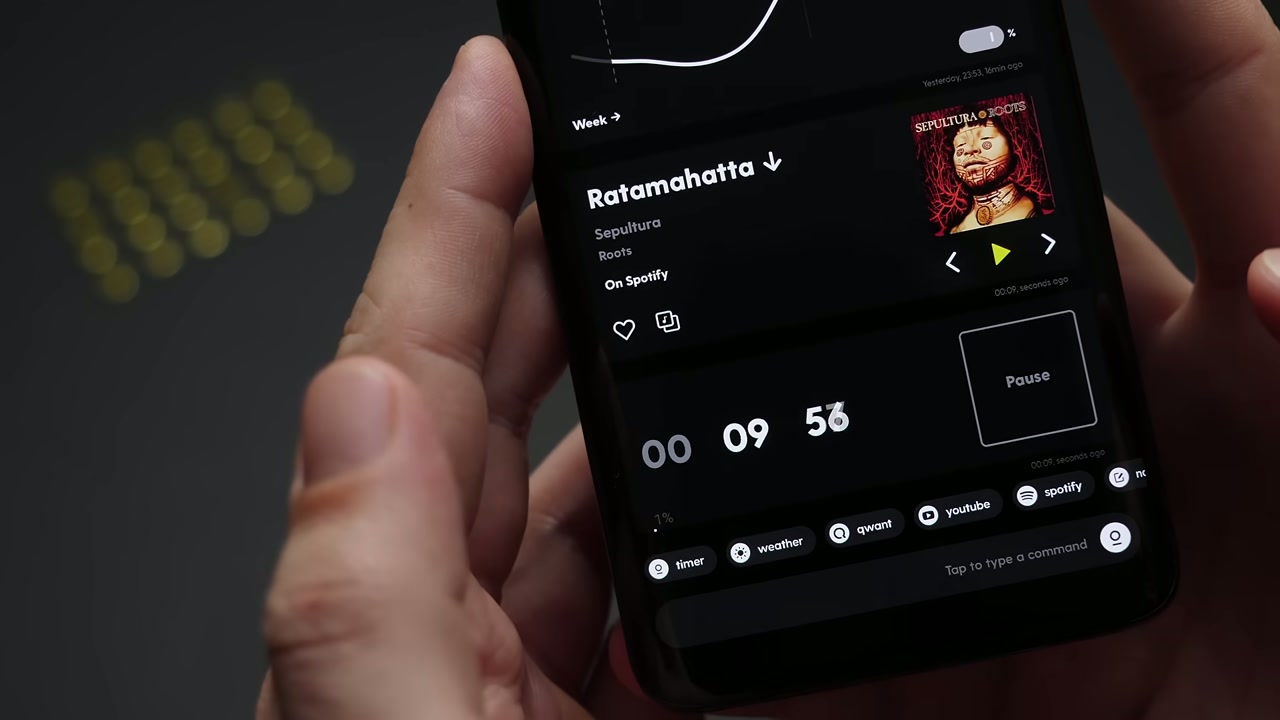 %
Yesterday, 23:53, 16min ago
Week →
SEPULTURA ROOTS
Ratamahatta ↓
Sepultura
Roots
On Spotify
00:09, seconds ago
00 09
Pause
00:09, seconds ago
1%
timer weather qwant youtube spotify
Tap to type a command